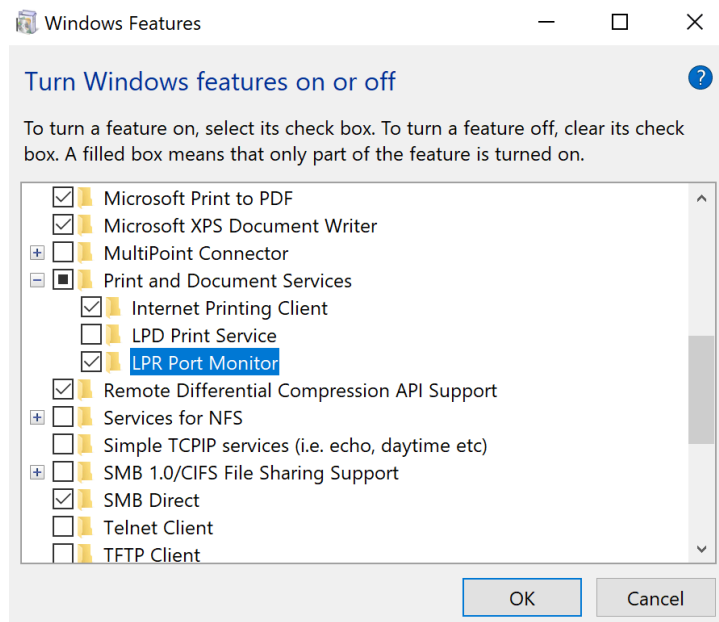 Windows Features
Turn Windows features on or off
?
To turn a feature on, select its check box. To turn a feature off, clear its check
box. A filled box means that only part of the feature is turned on.
Microsoft Print to PDF
Microsoft XPS Document Writer
MultiPoint Connector
Print and Document Services
Internet Printing Client
LPD Print Service
LPR Port Monitor
Remote Differential Compression API Support
Services for NFS
Simple TCPIP services (i.e. echo, daytime etc)
SMB 1.0/CIFS File Sharing Support
SMB Direct
Telnet Client
TFTP Client
OK
Cancel